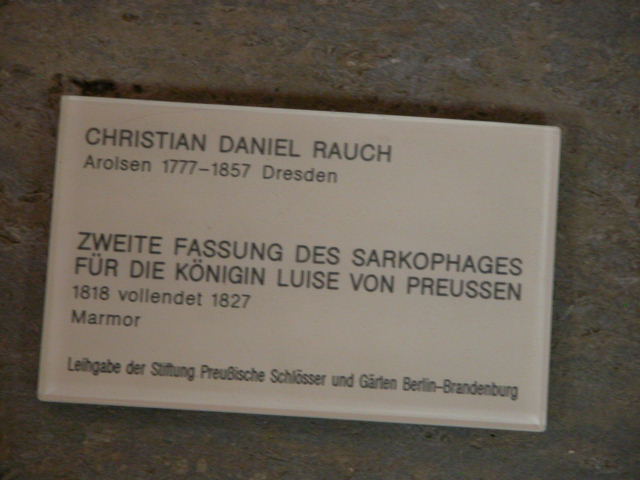 CHRISTIAN DANIEL RAUCH
Arolsen 1777–1857 Dresden
ZWEITE FASSUNG DES SARKOPHAGES
FÜR DIE KÖNIGIN LUISE VON PREUSSEN
1818 vollendet 1827
Marmor
Leihgabe der Stiftung Preußische Schlösser und Gärten Berlin–Brandenburg